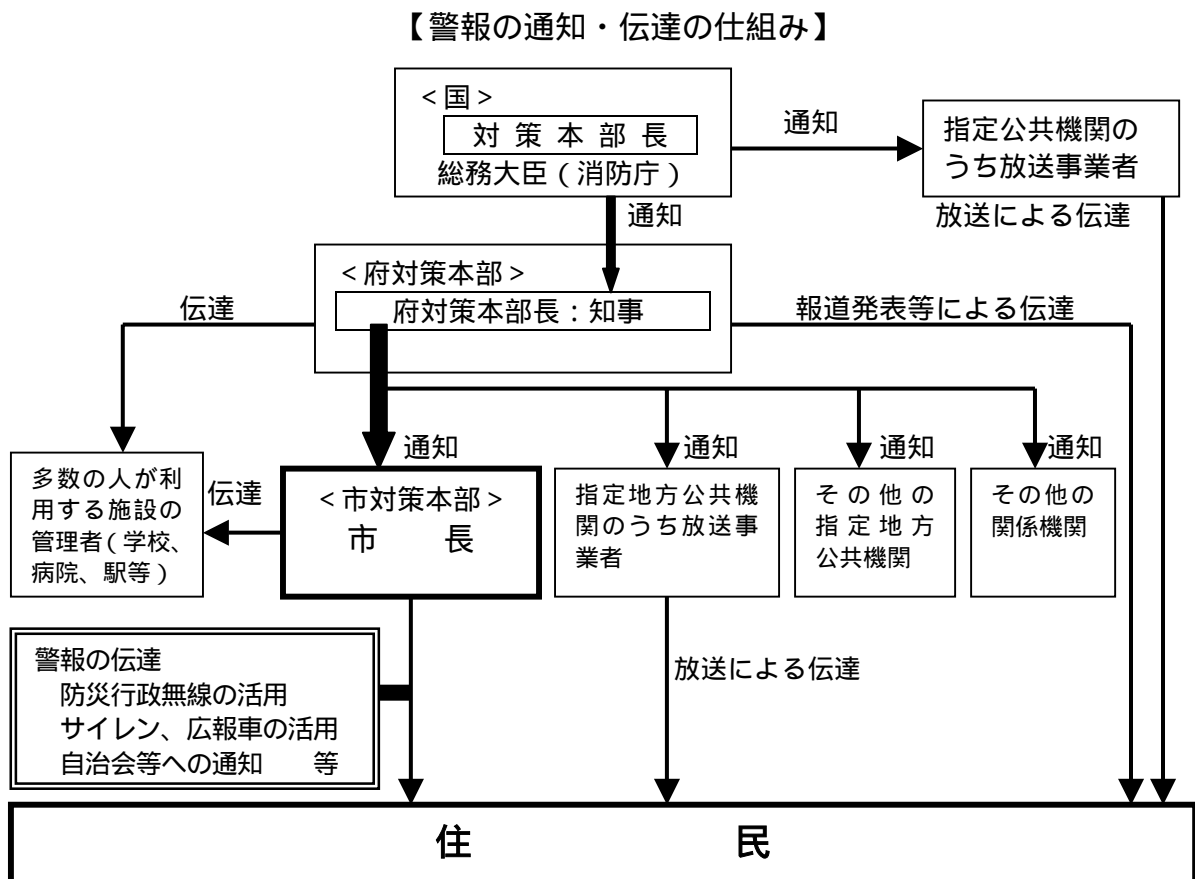 【警報の通知・伝達の仕組み】
<国>
対策本部長
総務大臣(消防庁)
通知
指定公共機関の
うち放送事業者
通知
放送による伝達
<府対策本部>
府対策本部長:知事
伝達
報道発表等による伝達
通知
通知
通知
通知
多数の人が利
用する施設の
管理者(学校、
病院、駅等)
伝達
<市対策本部>
市 長
指定地方公共機
関のうち放送事
業者
その他の
指定地方
公共機関
その他の
関係機関
警報の伝達
防災行政無線の活用
サイレン、広報車の活用
自治会等への通知 等
放送による伝達
住 民